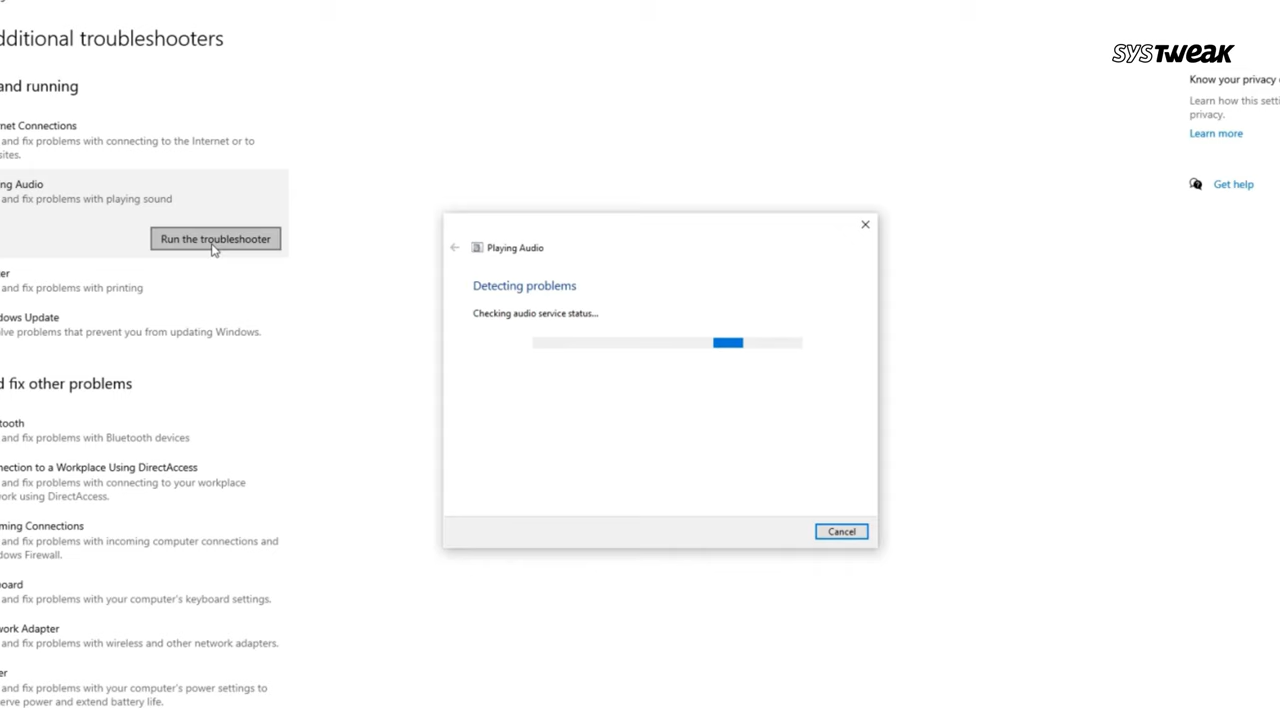 dditional troubleshooters
SYSTWEAK
and running
Know your privacy
net Connections
and fix problems with connecting to the Internet or to
sites.
Learn how this setti
privacy.
Learn more
ng Audio
and fix problems with playing sound
Get help
Run the troubleshooter
Playing Audio
Detecting problems
Checking audio service status...
Cancel
er
and fix problems with printing
dows Update
lve problems that prevent you from updating Windows.
d fix other problems
tooth
and fix problems with Bluetooth devices
nection to a Workplace Using DirectAccess
and fix problems with connecting to your workplace
ork using DirectAccess.
ming Connections
and fix problems with incoming computer connections and
dows Firewall.
oard
and fix problems with your computer's keyboard settings.
work Adapter
and fix problems with wireless and other network adapters.
er
and fix problems with your computer's power settings to
erve power and extend battery life.